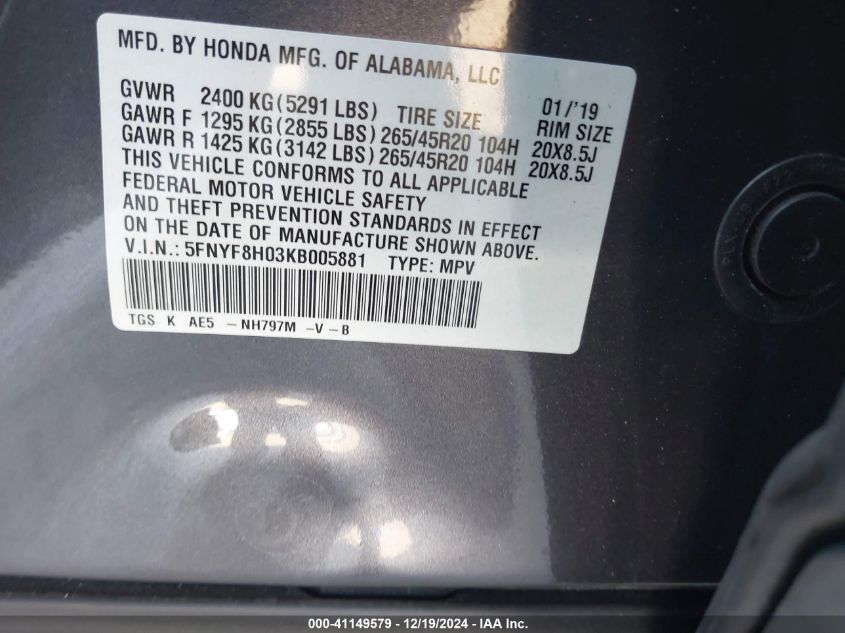 MFD. BY HONDA MFG. OF ALABAMA, LLC
GVWR 2400 KG (5291 LBS) TIRE SIZE 01/'19 RIM SIZE
GAWR F 1295 KG (2855 LBS) 265/45R20 104H 20X8.5J
GAWR R 1425 KG (3142 LBS) 265/45R20 104H 20X8.5J
THIS VEHICLE CONFORMS TO ALL APPLICABLE
FEDERAL MOTOR VEHICLE SAFETY
AND THEFT PREVENTION STANDARDS IN EFFECT
ON THE DATE OF MANUFACTURE SHOWN ABOVE.
V.I.N.: 5FNYF8H03KB005881 TYPE: MPV
TGS K AE5 -NH797M -V -B
000-41149579 - 12/19/2024 - IAA Inc.